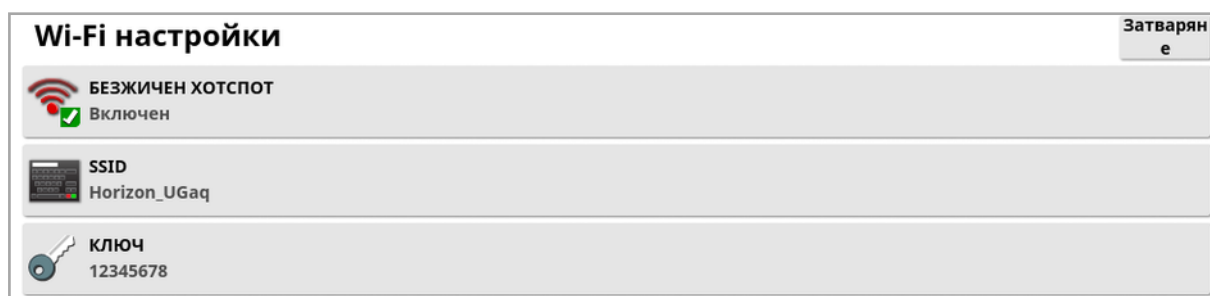 Wi-Fi настройки
Затварян
е
БЕЗЖИЧЕН ХОТСПОТ
Включен
SSID
Horizon_UGaq
КЛЮЧ
12345678